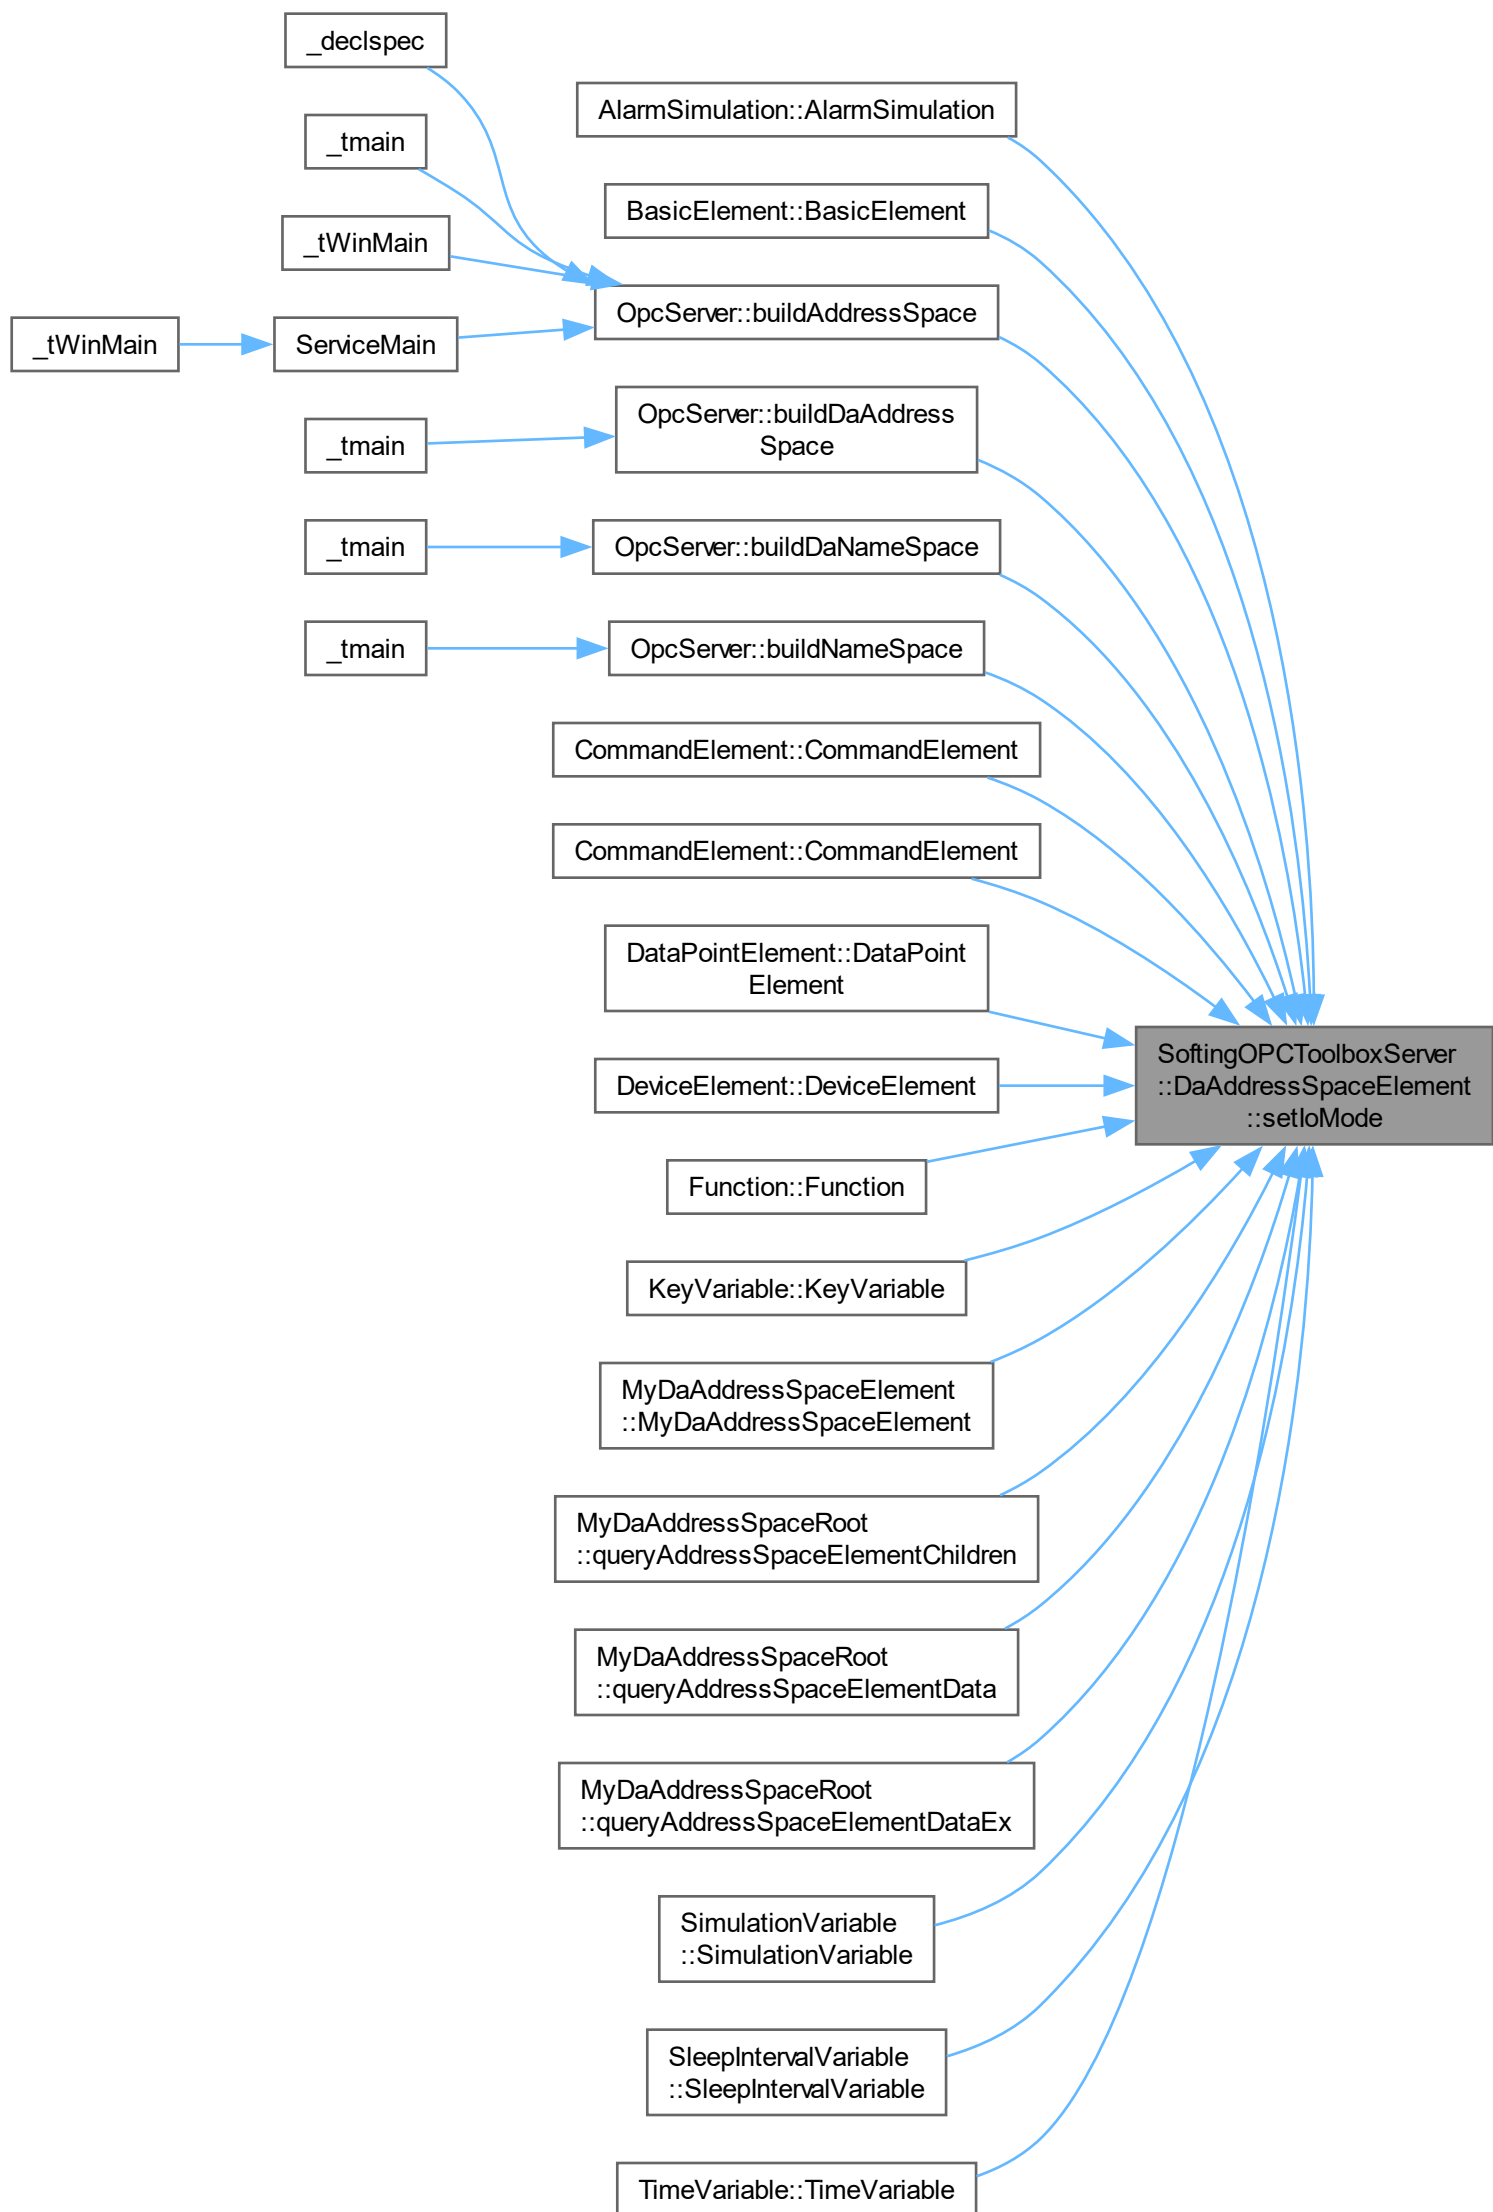 _declspec
AlarmSimulation::AlarmSimulation
_tmain
BasicElement::BasicElement
_tWinMain
OpcServer::buildAddressSpace
_tWinMain
ServiceMain
OpcServer::buildDaAddress
Space
_tmain
OpcServer::buildDaNameSpace
_tmain
OpcServer::buildNameSpace
_tmain
CommandElement::CommandElement
CommandElement::CommandElement
DataPointElement::DataPoint
Element
SoftingOPCToolboxServer
::DaAddressSpaceElement
::setIoMode
DeviceElement::DeviceElement
Function::Function
KeyVariable::KeyVariable
MyDaAddressSpaceElement
::MyDaAddressSpaceElement
MyDaAddressSpaceRoot
::queryAddressSpaceElementChildren
MyDaAddressSpaceRoot
::queryAddressSpaceElementData
MyDaAddressSpaceRoot
::queryAddressSpaceElementDataEx
SimulationVariable
::SimulationVariable
SleepIntervalVariable
::SleepIntervalVariable
TimeVariable::TimeVariable